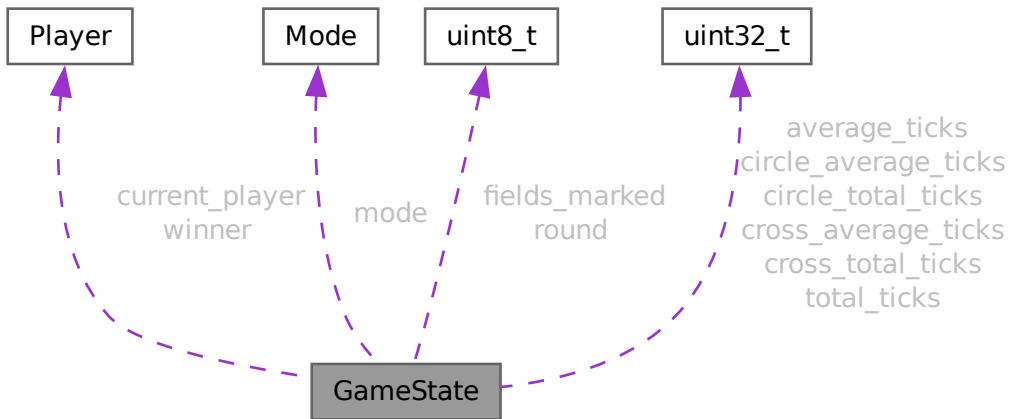 Player
Mode
uint8_t
uint32_t
current_player
winner
mode
fields_marked
round
average_ticks
circle_average_ticks
circle_total_ticks
cross_average_ticks
cross_total_ticks
total_ticks
GameState